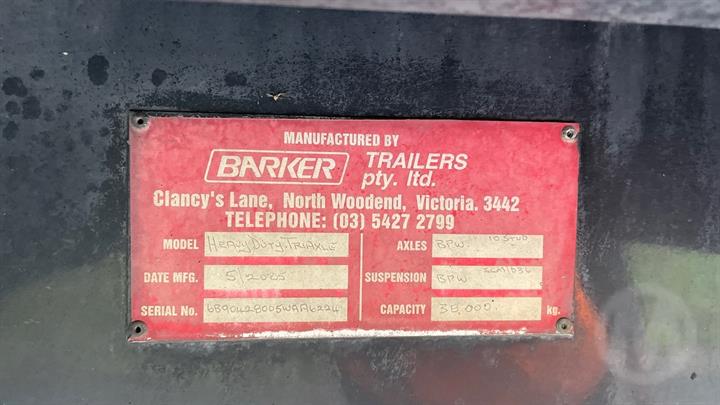 MANUFACTURED BY
BARKER TRAILERS
pty. ltd.
Clancy's Lane, North Woodend, Victoria. 3442
TELEPHONE: (03) 5427 2799
MODEL HEAVY DUTY. TRIAXLE AXLES BPW 10 STUD
DATE MFG. 5/2005 SUSPENSION BPW
SERIAL No. CAPACITY 38,000 kg.